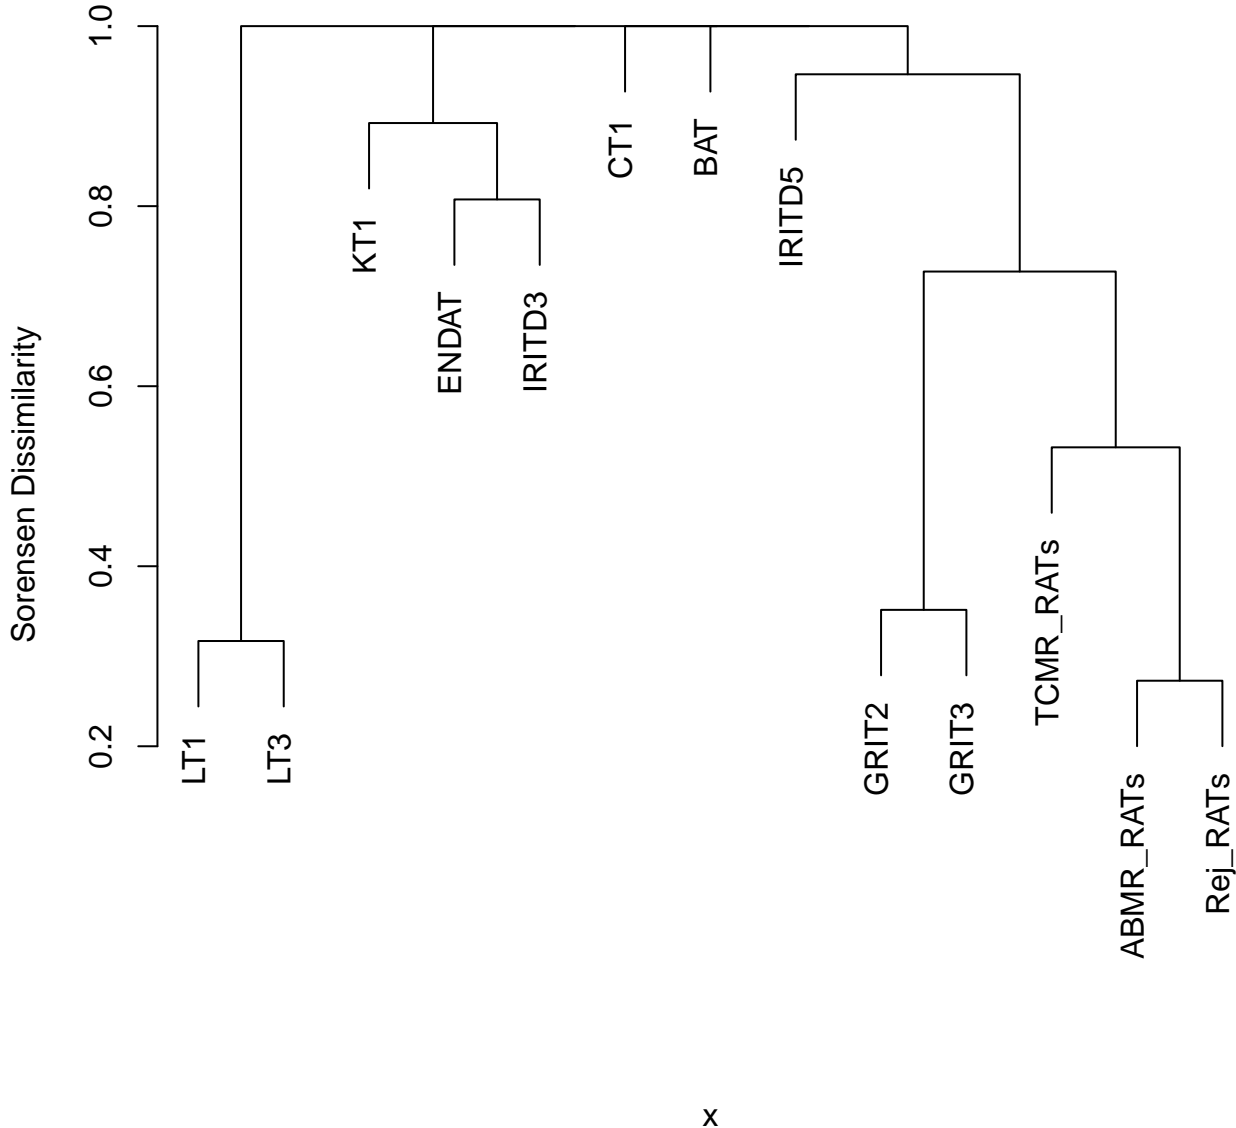 Sorensen Dissimilarity
1.0
0.8
0.6
0.4
0.2
LT1
LT3
KT1
ENDAT
IRITD3
CT1
BAT
IRITD5
GRIT2
GRIT3
TCMR_RATs
ABMR_RATs
Rej_RATs
x